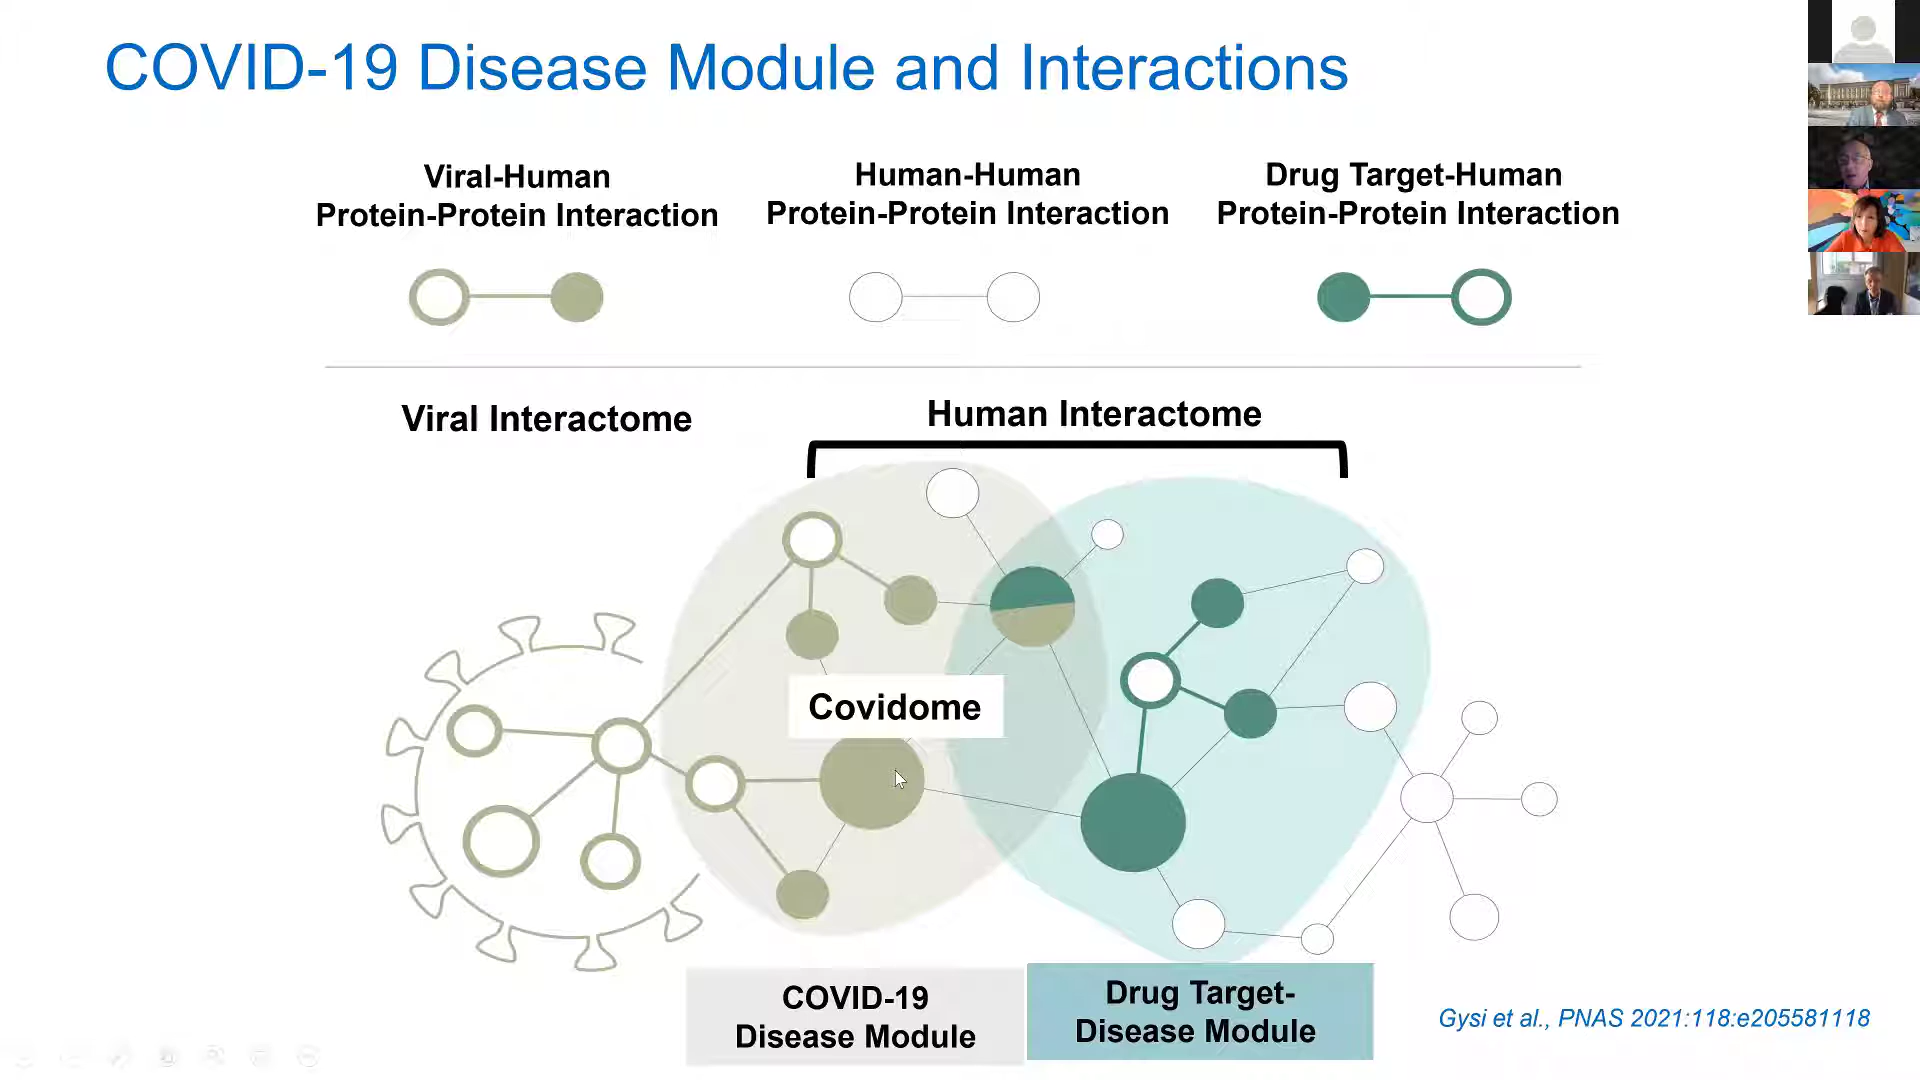 COVID-19 Disease Module and Interactions
Viral-Human
Protein-Protein Interaction
Human-Human
Protein-Protein Interaction
Drug Target-Human
Protein-Protein Interaction
Viral Interactome
Human Interactome
Covidome
COVID-19
Disease Module
Drug Target-
Disease Module
Gysi et al., PNAS 2021:118:e205581118